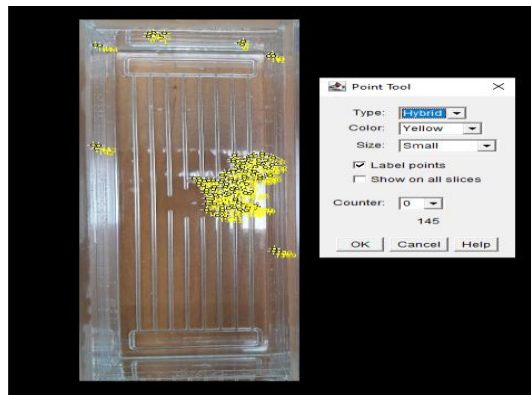 Point Tool
Type: Hybrid
Color: Yellow
Size: Small
Label points
Show on all slices
Counter: 0
145
OK Cancel Help